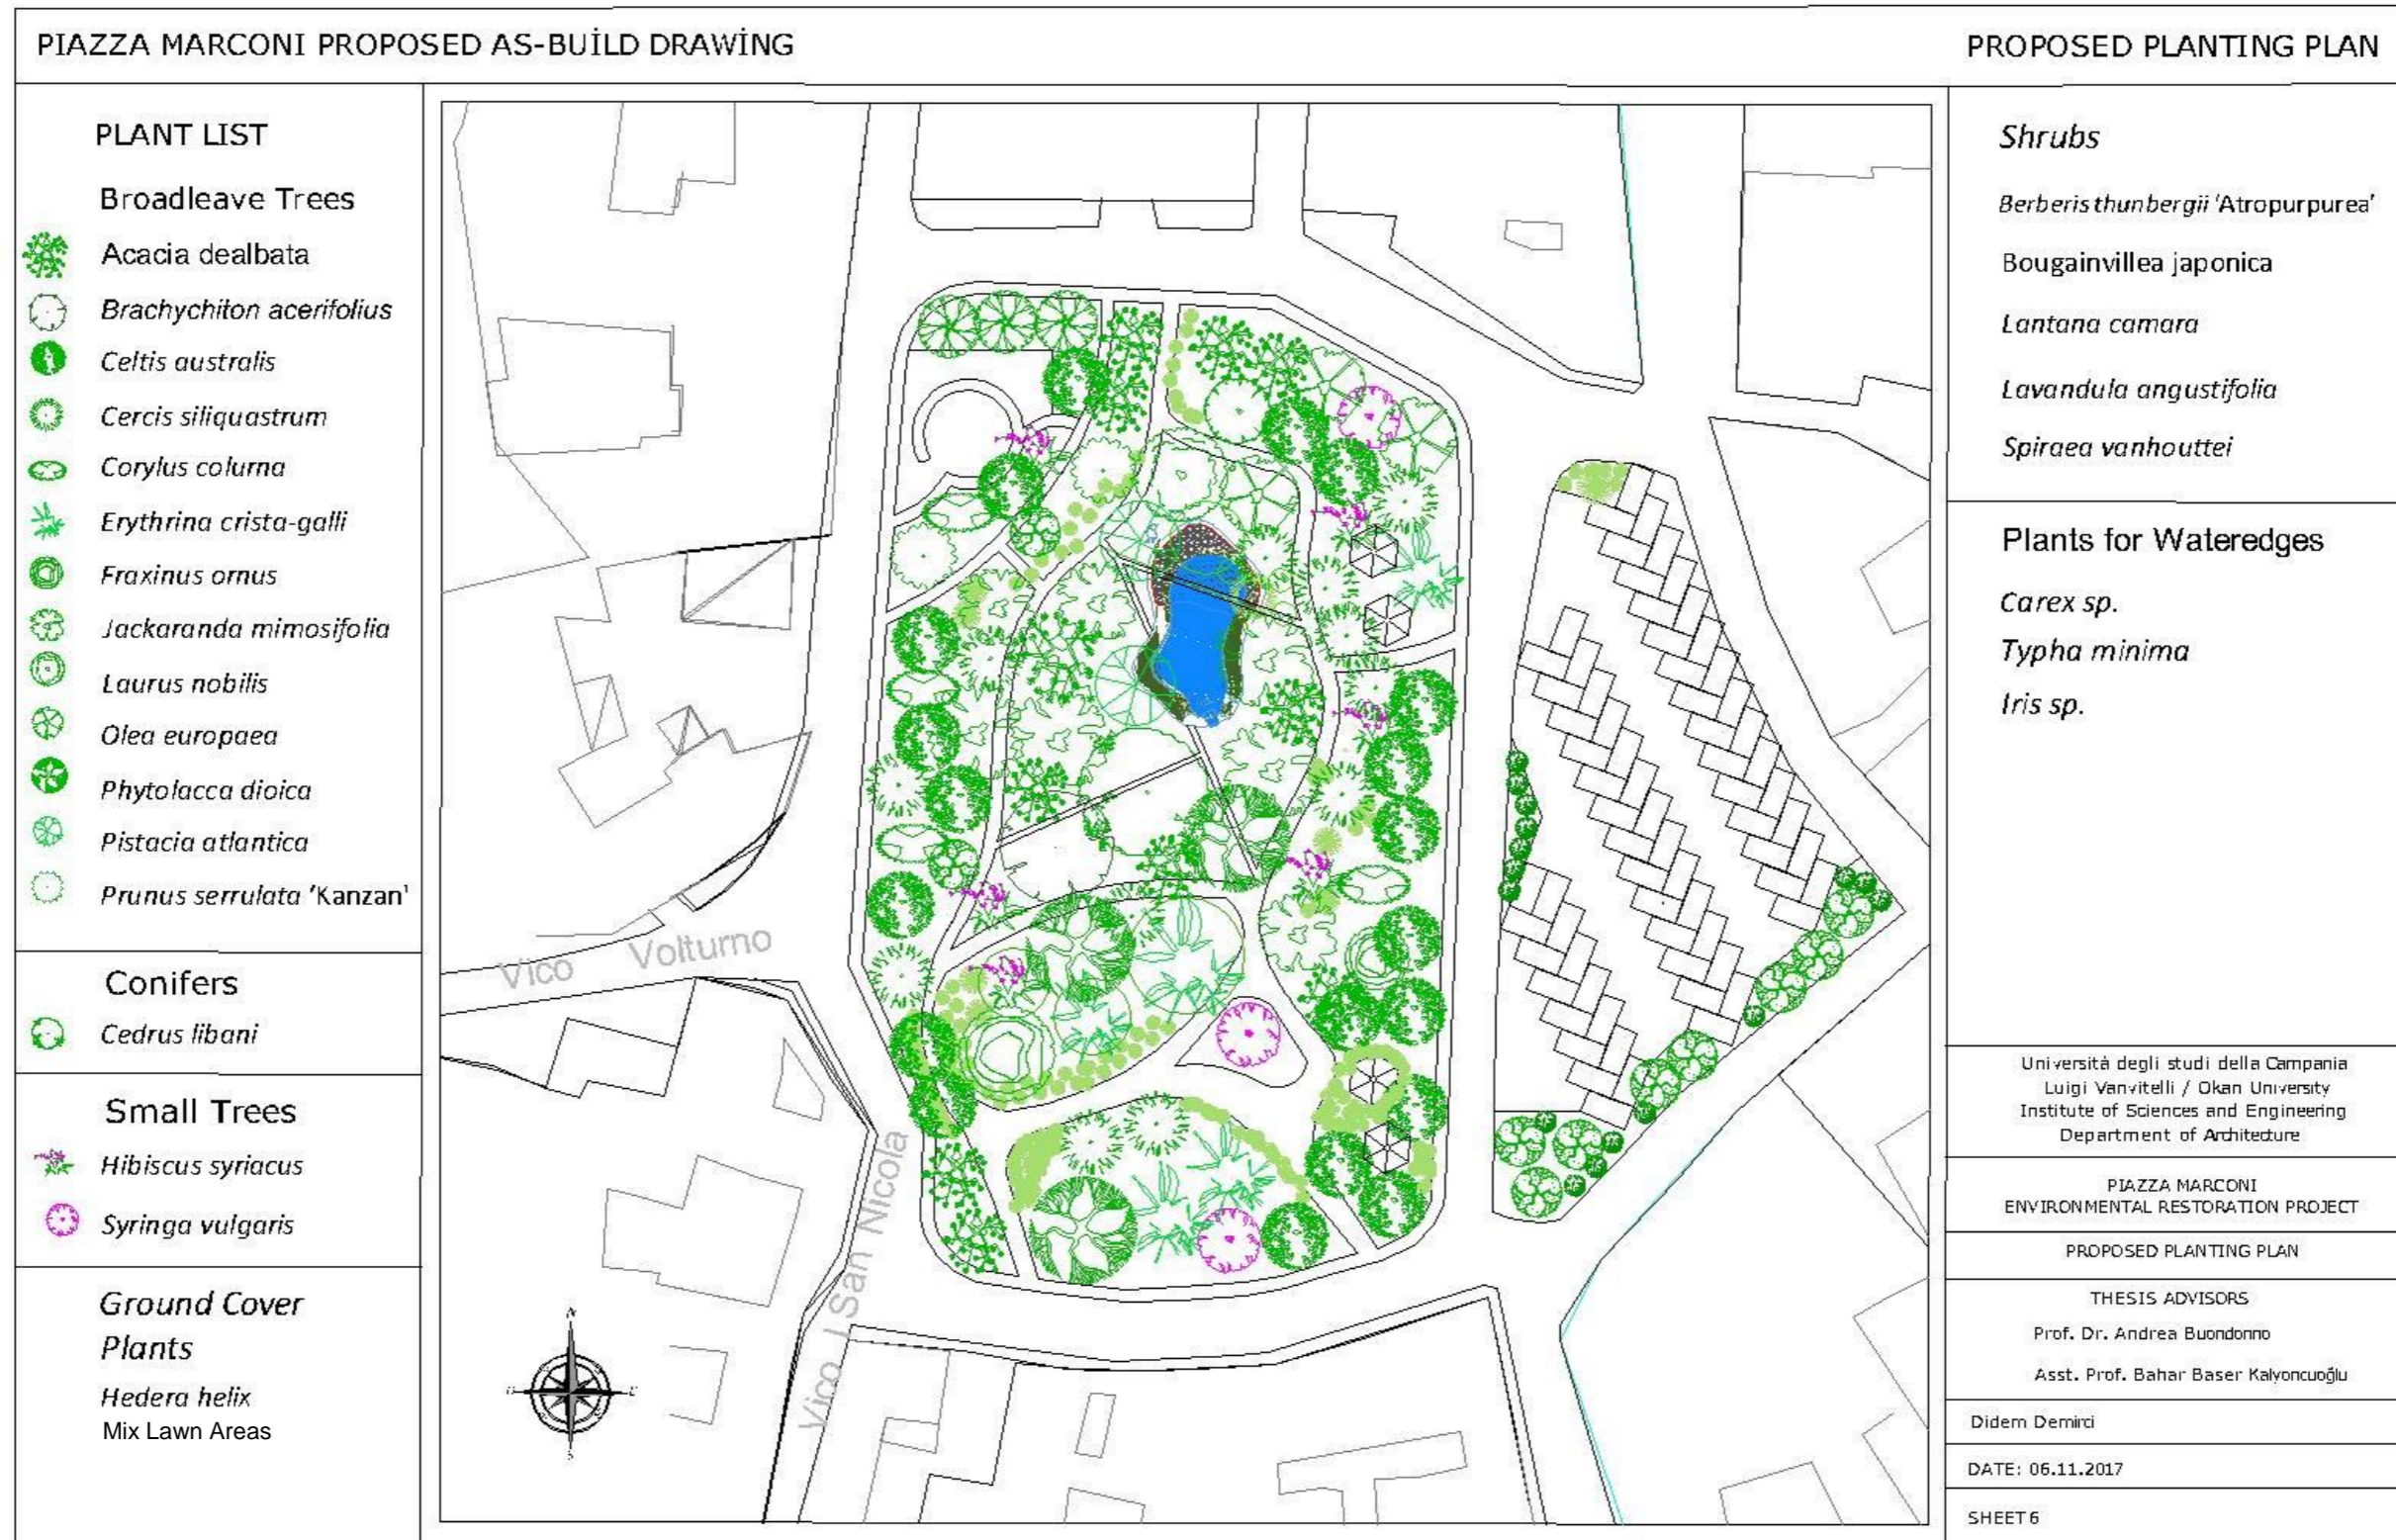 PIAZZA MARCONI PROPOSED AS-BUİLD DRAWİNG
PROPOSED PLANTING PLAN
PLANT LIST
Broadleave Trees
Acacia dealbata
Brachychiton acerifolius
Celtis australis
Cercis siliquastrum
Corylus colurna
Erythrina crista-galli
Fraxinus ornus
Jackaranda mimosifolia
Laurus nobilis
Olea europaea
Phytolacca dioica
Pistacia atlantica
Prunus serrulata 'Kanzan'
Conifers
Cedrus libani
Small Trees
Hibiscus syriacus
Syringa vulgaris
Ground Cover
Plants
Hedera helix
Mix Lawn Areas
Vico Volturno
Vico I San Nicola
Shrubs
Berberis thunbergii 'Atropurpurea'
Bougainvillea japonica
Lantana camara
Lavandula angustifolia
Spiraea vanhouttei
Plants for Wateredges
Carex sp.
Typha minima
Iris sp.
Università degli studi della Campania
Luigi Vanvitelli / Okan University
Institute of Sciences and Engineering
Department of Architecture
PIAZZA MARCONI
ENVIRONMENTAL RESTORATION PROJECT
PROPOSED PLANTING PLAN
THESIS ADVISORS
Prof. Dr. Andrea Buondonno
Asst. Prof. Bahar Baser Kalyoncuoğlu
Didem Demirci
DATE: 06.11.2017
SHEET 6